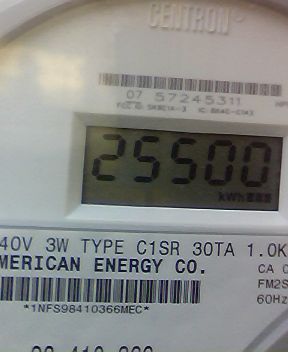 CENTRON®
07 57245311
25500
kWh
40V 3W TYPE C1SR 30TA 1.0K
MERICAN ENERGY CO.
CA 0
FM2S
60Hz
*1NFS98410366MEC*